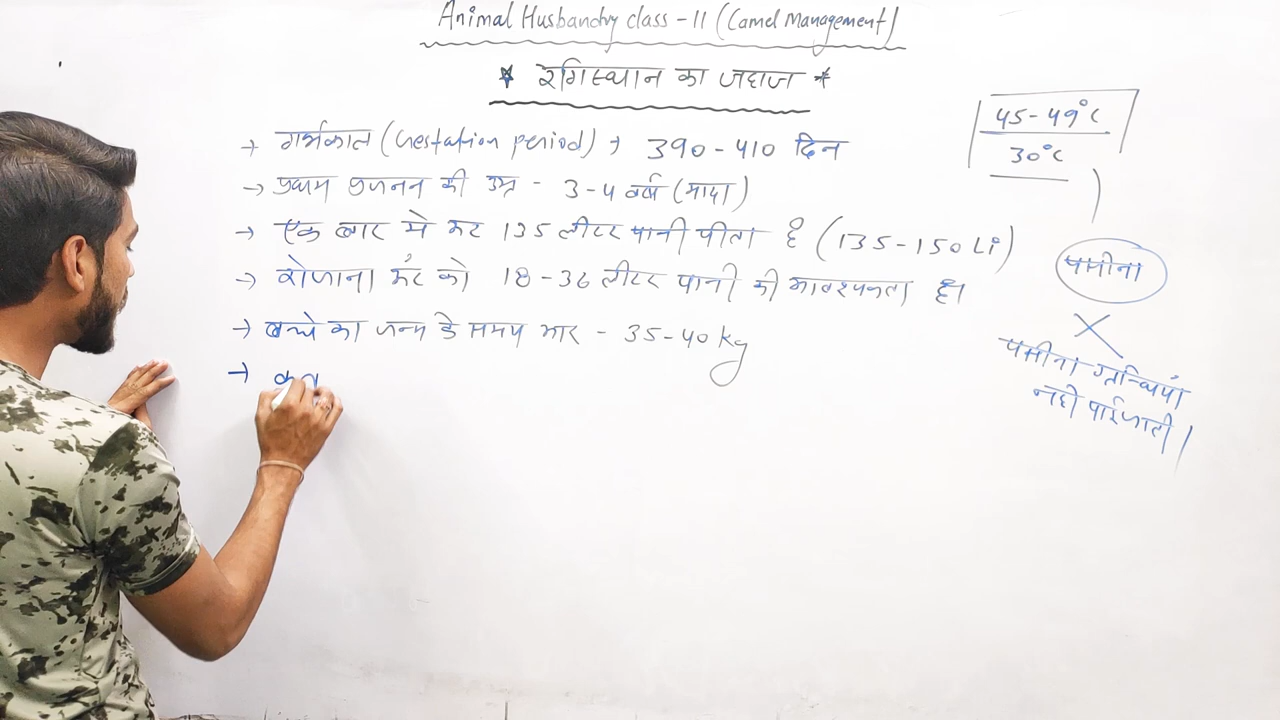 Animal Husbandry class - 11 (Camel Management)
* रेगिस्थान का जहाज *
→ गर्भकाल (Gestation period) → 390 - 410 दिन
→ प्रथम प्रजनन की उम्र - 3-4 वर्ष (मादा)
→ एक बार मे ऊट 135 लीटर पानी पीता है (135-150 Li)
→ रोजाना ऊंट को 18-36 लीटर पानी की आवश्यकता है।
→ बच्चे का जन्म के समय भार - 35-40 kg
→
45-49°C
30°C
पसीना
पसीना ग्रन्थियां
नही पाई जाती।